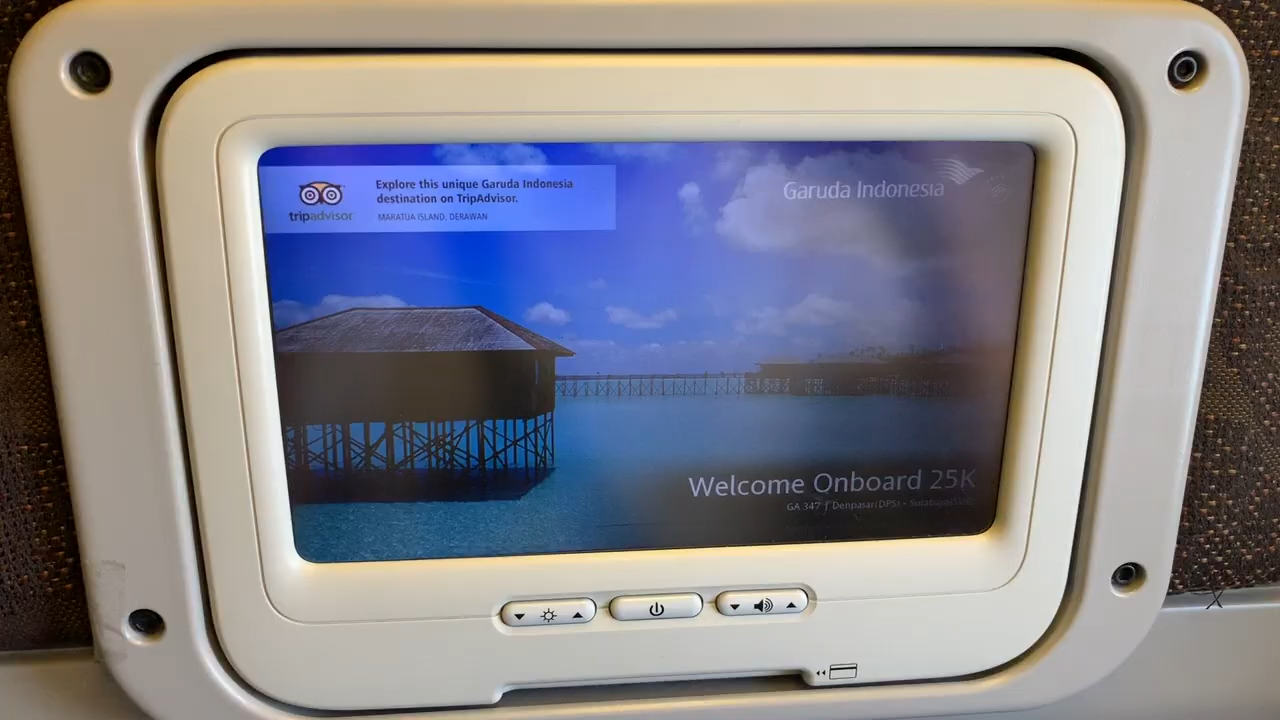 Explore this unique Garuda Indonesia
destination on TripAdvisor.
tripadvisor
MARATUA ISLAND, DERAWAN
Garuda Indonesia
Welcome Onboard 25K
GA 347 Denpasar(DPS) - Surabaya